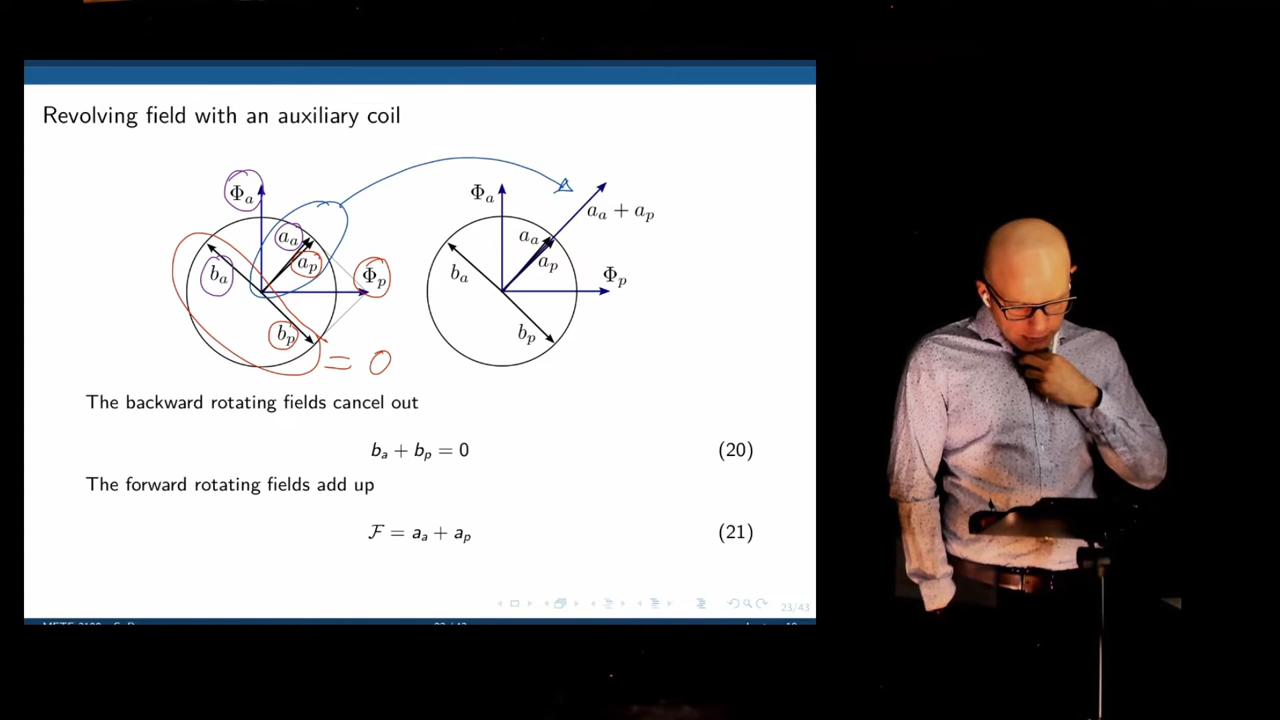 Revolving field with an auxiliary coil
Φₐ
aₐ
aₚ
bₐ
Φₚ
bₚ
= 0
Φₐ
aₐ + aₚ
aₐ
aₚ
bₐ
Φₚ
bₚ
The backward rotating fields cancel out
bₐ + bₚ = 0 (20)
The forward rotating fields add up
ℱ = aₐ + aₚ (21)
23/43